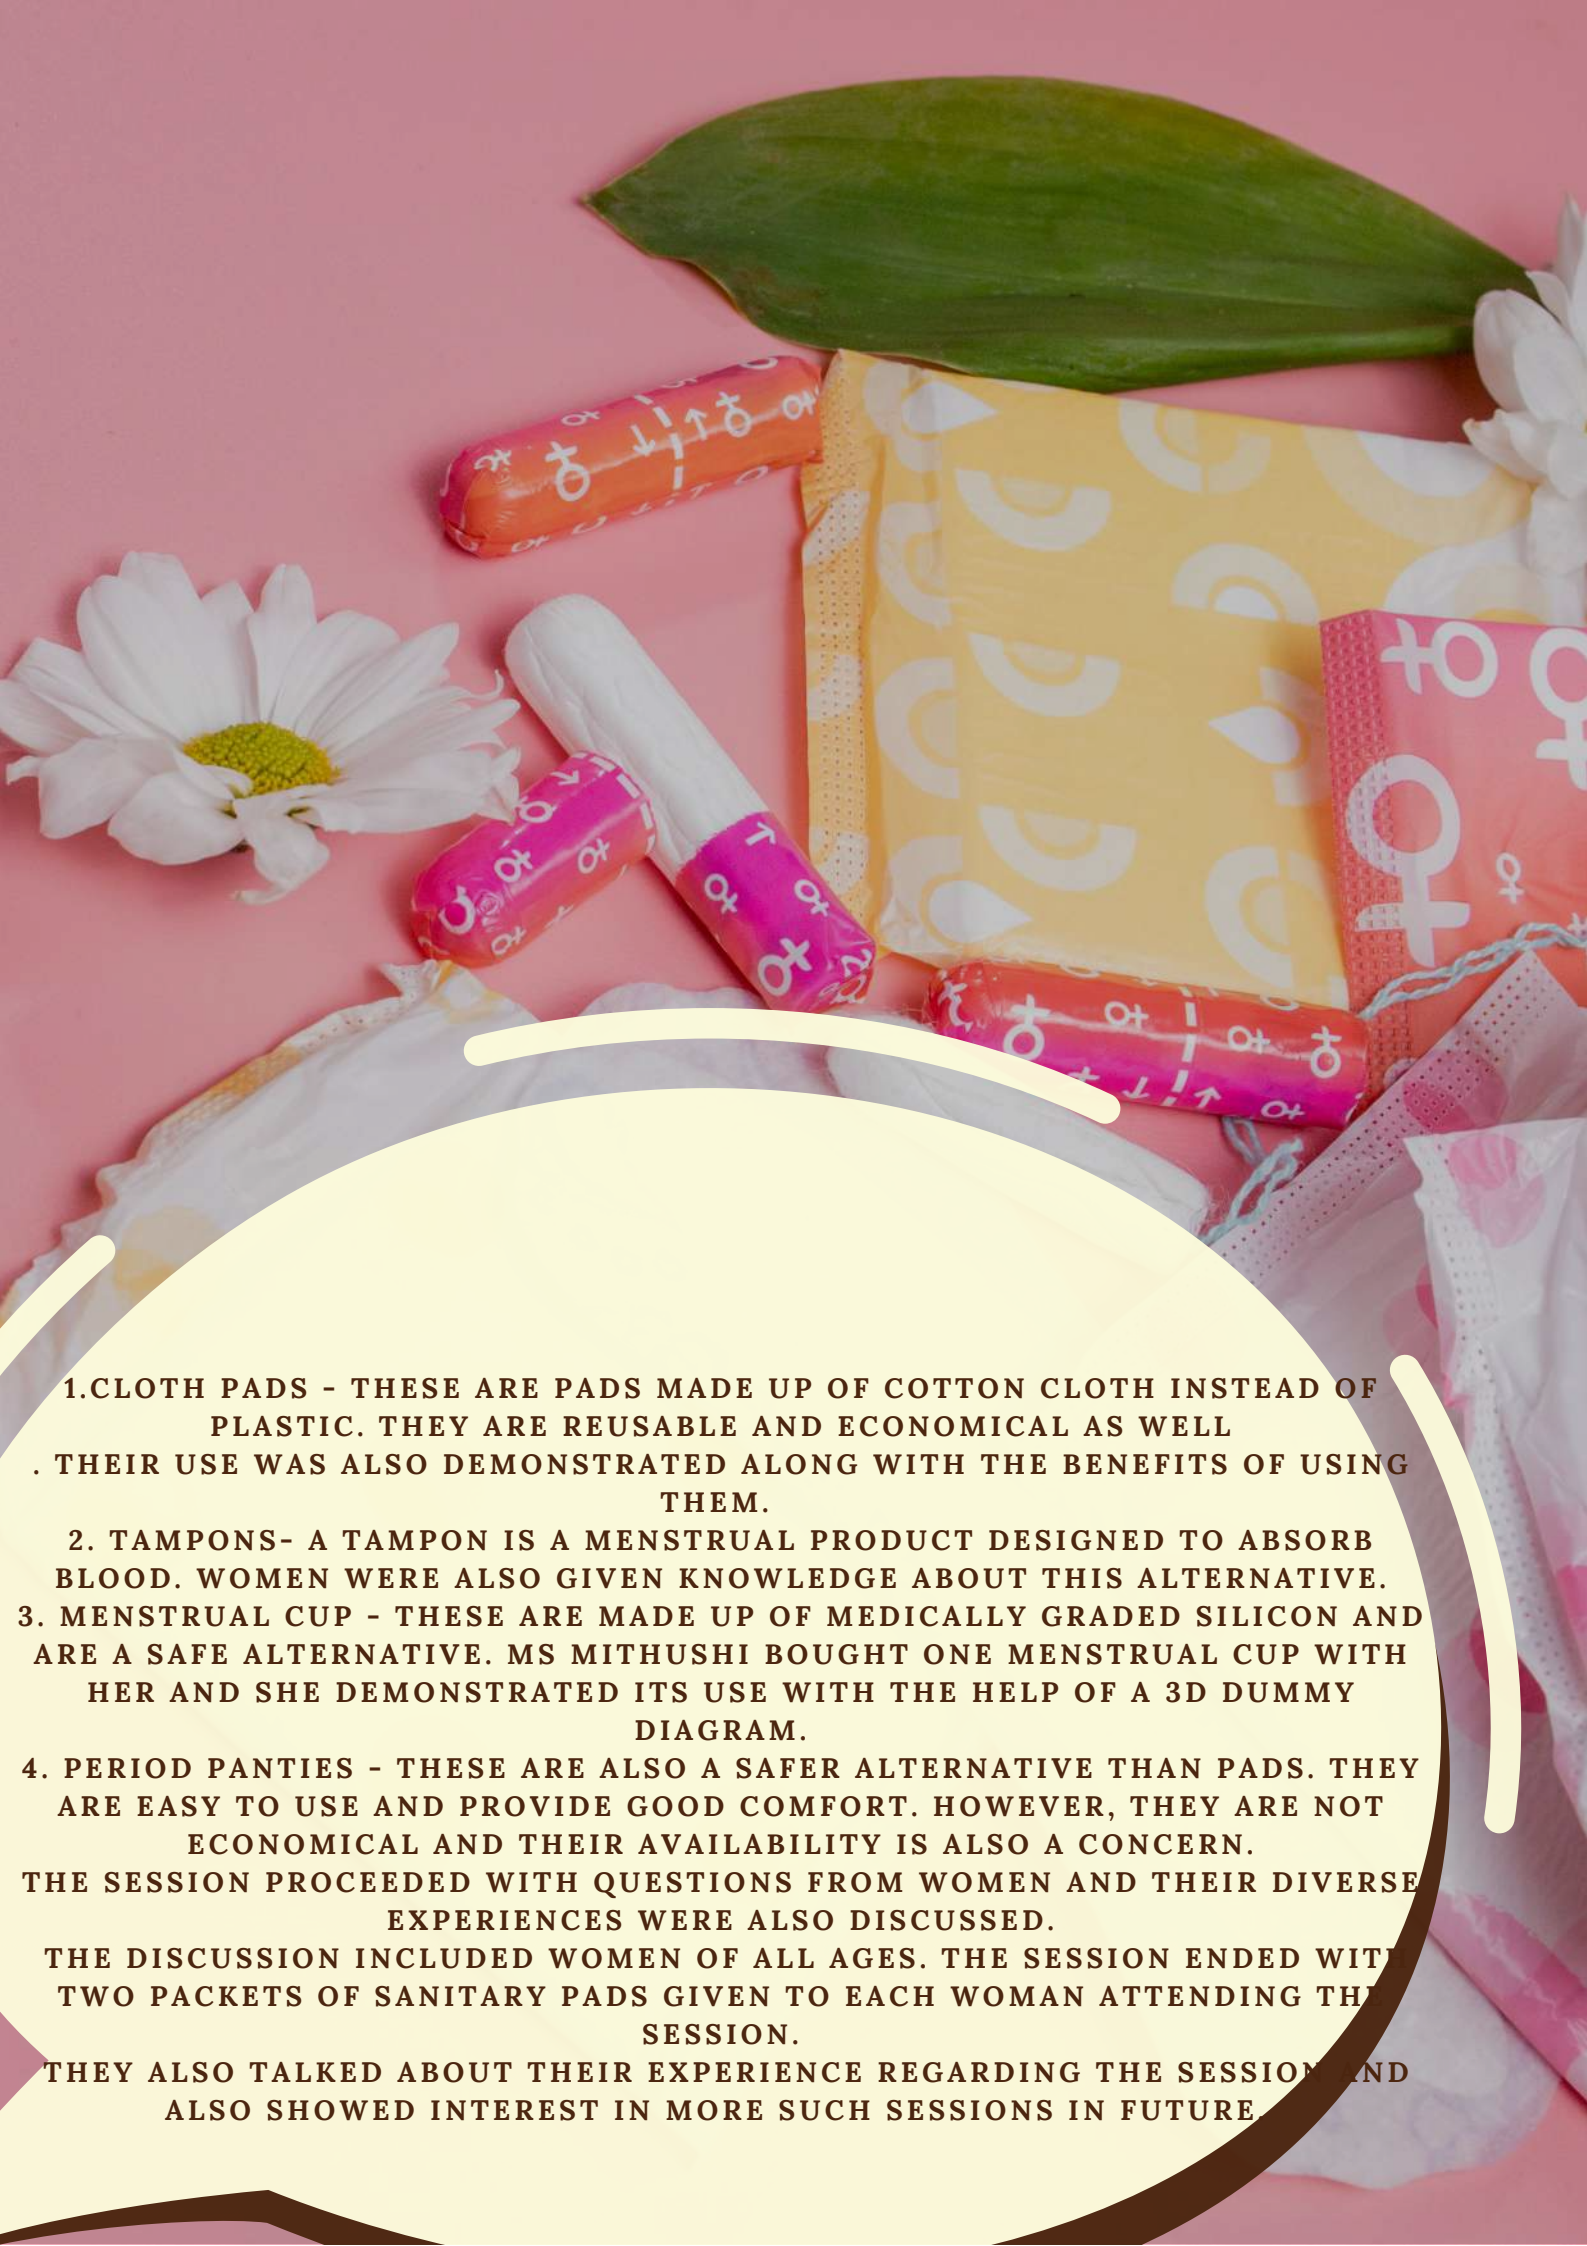 1.CLOTH PADS - THESE ARE PADS MADE UP OF COTTON CLOTH INSTEAD OF
PLASTIC. THEY ARE REUSABLE AND ECONOMICAL AS WELL
. THEIR USE WAS ALSO DEMONSTRATED ALONG WITH THE BENEFITS OF USING
THEM.
2. TAMPONS- A TAMPON IS A MENSTRUAL PRODUCT DESIGNED TO ABSORB
BLOOD. WOMEN WERE ALSO GIVEN KNOWLEDGE ABOUT THIS ALTERNATIVE.
3. MENSTRUAL CUP - THESE ARE MADE UP OF MEDICALLY GRADED SILICON AND
ARE A SAFE ALTERNATIVE. MS MITHUSHI BOUGHT ONE MENSTRUAL CUP WITH
HER AND SHE DEMONSTRATED ITS USE WITH THE HELP OF A 3D DUMMY
DIAGRAM.
4. PERIOD PANTIES - THESE ARE ALSO A SAFER ALTERNATIVE THAN PADS. THEY
ARE EASY TO USE AND PROVIDE GOOD COMFORT. HOWEVER, THEY ARE NOT
ECONOMICAL AND THEIR AVAILABILITY IS ALSO A CONCERN.
THE SESSION PROCEEDED WITH QUESTIONS FROM WOMEN AND THEIR DIVERSE
EXPERIENCES WERE ALSO DISCUSSED.
THE DISCUSSION INCLUDED WOMEN OF ALL AGES. THE SESSION ENDED WITH
TWO PACKETS OF SANITARY PADS GIVEN TO EACH WOMAN ATTENDING THE
SESSION.
THEY ALSO TALKED ABOUT THEIR EXPERIENCE REGARDING THE SESSION AND
ALSO SHOWED INTEREST IN MORE SUCH SESSIONS IN FUTURE.